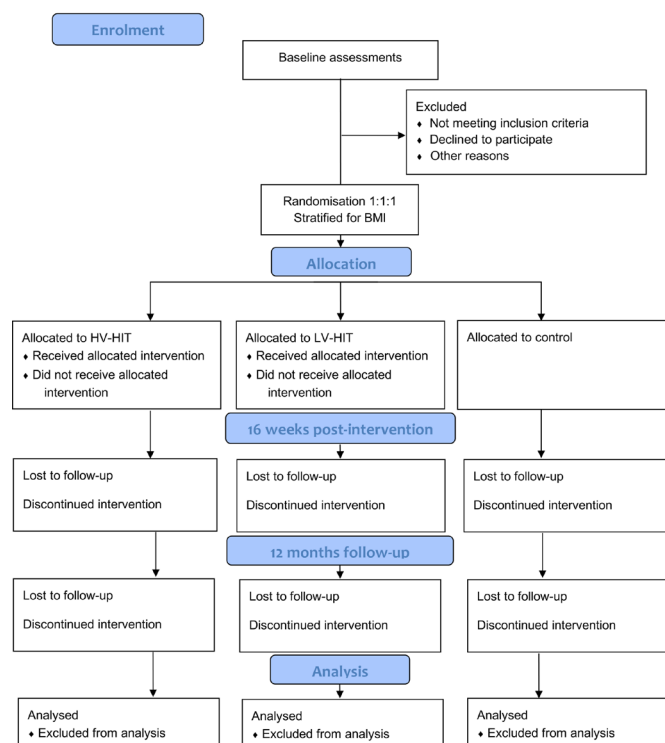 Enrolment
Baseline assessments
Excluded
♦ Not meeting inclusion criteria
♦ Declined to participate
♦ Other reasons
Randomisation 1:1:1
Stratified for BMI
Allocation
Allocated to HV-HIT
♦ Received allocated intervention
♦ Did not receive allocated
intervention
Allocated to LV-HIT
♦ Received allocated intervention
♦ Did not receive allocated
intervention
Allocated to control
16 weeks post-intervention
Lost to follow-up
Discontinued intervention
Lost to follow-up
Discontinued intervention
Lost to follow-up
Discontinued intervention
12 months follow-up
Lost to follow-up
Discontinued intervention
Lost to follow-up
Discontinued intervention
Lost to follow-up
Discontinued intervention
Analysis
Analysed
♦ Excluded from analysis
Analysed
♦ Excluded from analysis
Analysed
♦ Excluded from analysis